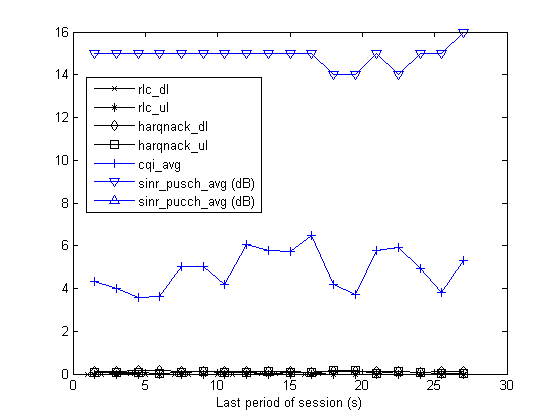 16
14
12
10
8
6
4
2
0
rlc_dl
rlc_ul
harqnack_dl
harqnack_ul
cqi_avg
sinr_pusch_avg (dB)
sinr_pucch_avg (dB)
0 5 10 15 20 25 30
Last period of session (s)